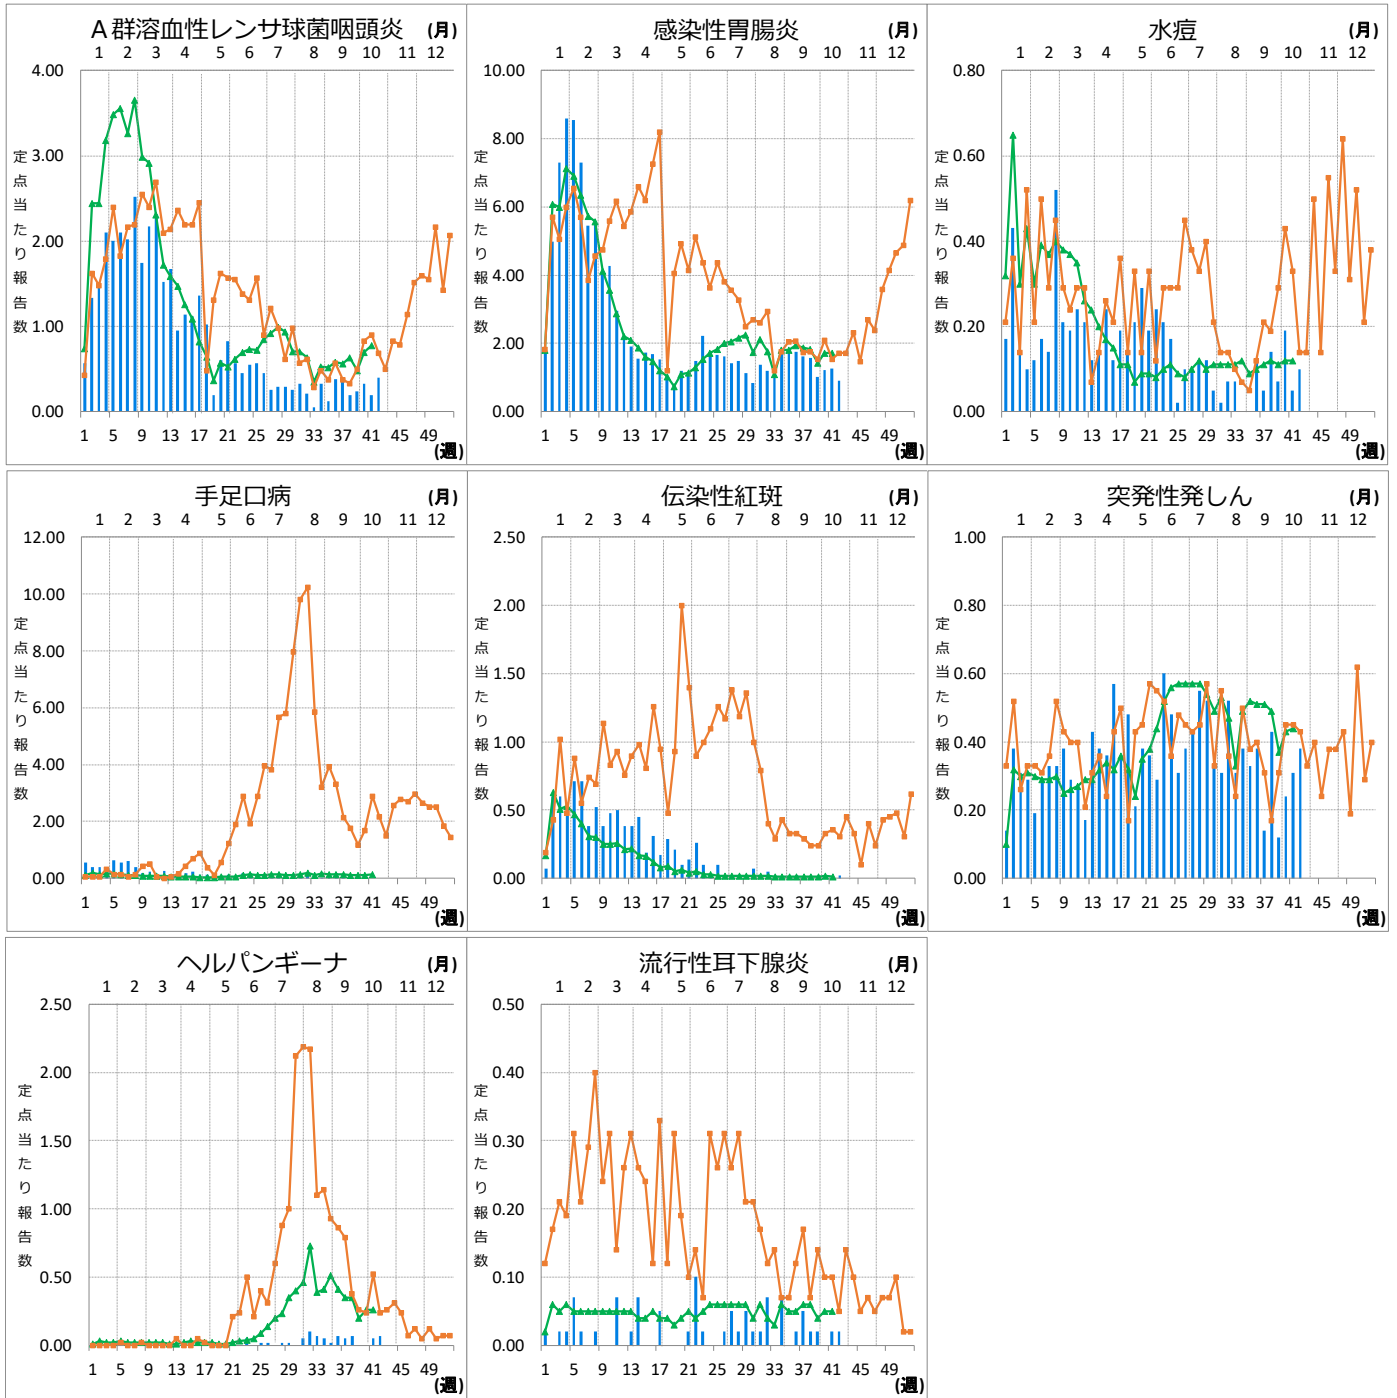 A群溶血性レンサ球菌咽頭炎 (月)
1 2 3 4 5 6 7 8 9 10 11 12
定点当たり報告数
4.00
3.00
2.00
1.00
0.00
1 5 9 13 17 21 25 29 33 37 41 45 49
(週)
感染性胃腸炎 (月)
1 2 3 4 5 6 7 8 9 10 11 12
定点当たり報告数
10.00
8.00
6.00
4.00
2.00
0.00
1 5 9 13 17 21 25 29 33 37 41 45 49
(週)
水痘 (月)
1 2 3 4 5 6 7 8 9 10 11 12
定点当たり報告数
0.80
0.60
0.40
0.20
0.00
1 5 9 13 17 21 25 29 33 37 41 45 49
(週)
手足口病 (月)
1 2 3 4 5 6 7 8 9 10 11 12
定点当たり報告数
12.00
10.00
8.00
6.00
4.00
2.00
0.00
1 5 9 13 17 21 25 29 33 37 41 45 49
(週)
伝染性紅斑 (月)
1 2 3 4 5 6 7 8 9 10 11 12
定点当たり報告数
2.50
2.00
1.50
1.00
0.50
0.00
1 5 9 13 17 21 25 29 33 37 41 45 49
(週)
突発性発しん (月)
1 2 3 4 5 6 7 8 9 10 11 12
定点当たり報告数
1.00
0.80
0.60
0.40
0.20
0.00
1 5 9 13 17 21 25 29 33 37 41 45 49
(週)
ヘルパンギーナ (月)
1 2 3 4 5 6 7 8 9 10 11 12
定点当たり報告数
2.50
2.00
1.50
1.00
0.50
0.00
1 5 9 13 17 21 25 29 33 37 41 45 49
(週)
流行性耳下腺炎 (月)
1 2 3 4 5 6 7 8 9 10 11 12
定点当たり報告数
0.50
0.40
0.30
0.20
0.10
0.00
1 5 9 13 17 21 25 29 33 37 41 45 49
(週)